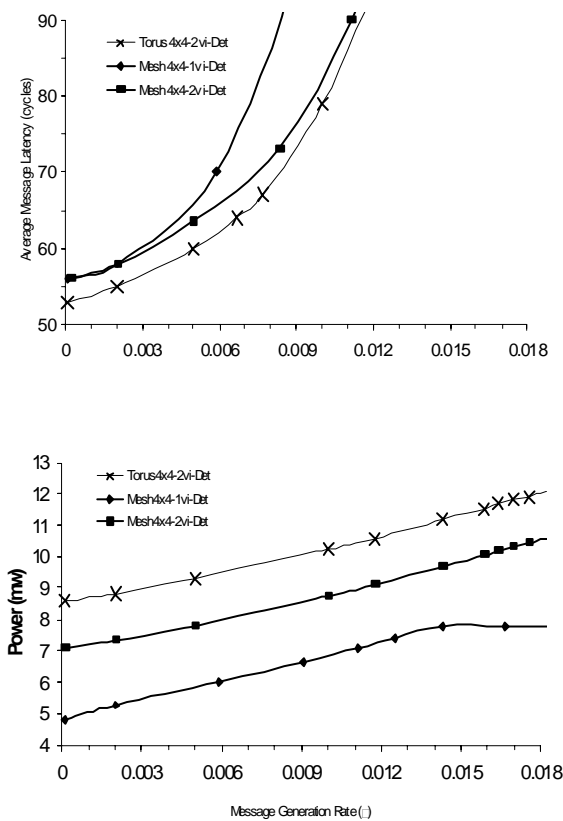 90
80
70
60
50
Average Message Latency (cycles)
Torus 4x4-2vi-Det
Mesh 4x4-1vi-Det
Mesh 4x4-2vi-Det
0 0.003 0.006 0.009 0.012 0.015 0.018
13
12
11
10
9
8
7
6
5
4
Power (mw)
Torus4x4-2vi-Det
Mesh4x4-1vi-Det
Mesh4x4-2vi-Det
0 0.003 0.006 0.009 0.012 0.015 0.018
Message Generation Rate (□)